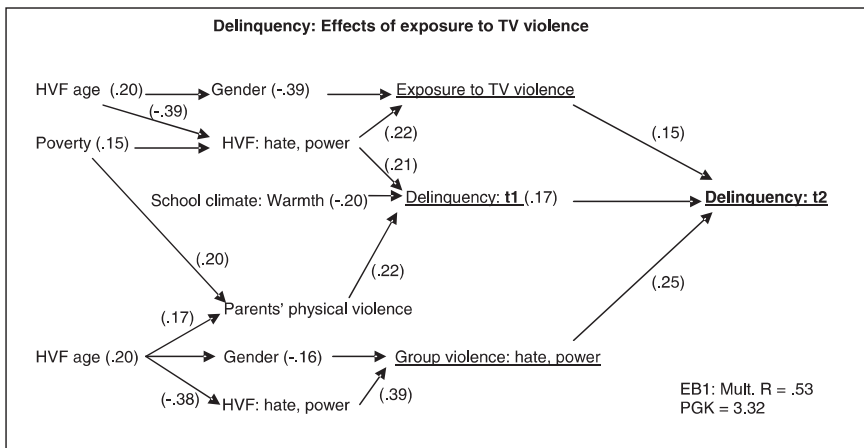 Delinquency: Effects of exposure to TV violence
HVF age (.20) Gender (-.39) Exposure to TV violence
(-.39)
Poverty (.15) HVF: hate, power (.22) (.15)
(.21)
School climate: Warmth (-.20) Delinquency: t1 (.17) Delinquency: t2
(.20) (.22) (.25)
Parents' physical violence
(.17)
HVF age (.20) Gender (-.16) Group violence: hate, power
(-.38) HVF: hate, power (.39)
EB1: Mult. R = .53
PGK = 3.32